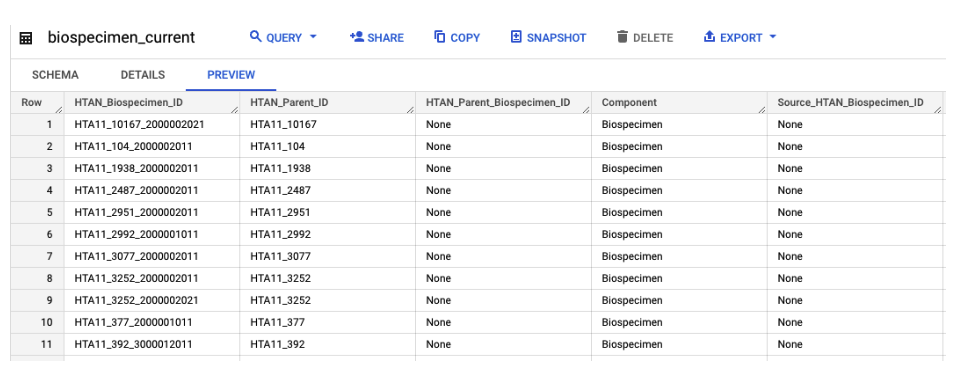 biospecimen_current QUERY SHARE COPY SNAPSHOT DELETE EXPORT
SCHEMA DETAILS PREVIEW
Row HTAN_Biospecimen_ID HTAN_Parent_ID HTAN_Parent_Biospecimen_ID Component Source_HTAN_Biospecimen_ID
1 HTA11_10167_2000002021 HTA11_10167 None Biospecimen None
2 HTA11_104_2000002011 HTA11_104 None Biospecimen None
3 HTA11_1938_2000002011 HTA11_1938 None Biospecimen None
4 HTA11_2487_2000002011 HTA11_2487 None Biospecimen None
5 HTA11_2951_2000002011 HTA11_2951 None Biospecimen None
6 HTA11_2992_2000001011 HTA11_2992 None Biospecimen None
7 HTA11_3077_2000002011 HTA11_3077 None Biospecimen None
8 HTA11_3252_2000002011 HTA11_3252 None Biospecimen None
9 HTA11_3252_2000002021 HTA11_3252 None Biospecimen None
10 HTA11_377_2000001011 HTA11_377 None Biospecimen None
11 HTA11_392_3000012011 HTA11_392 None Biospecimen None